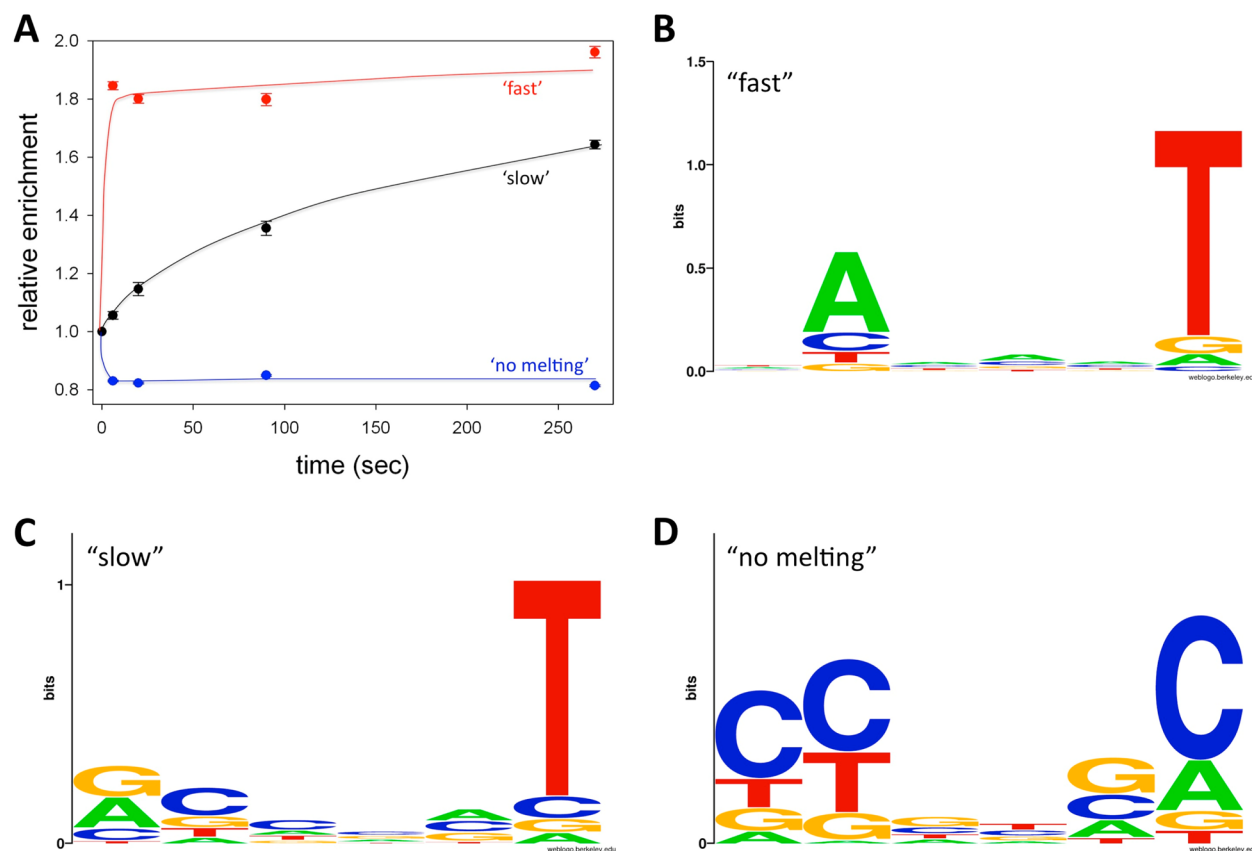 A
2.0
1.8
1.6
1.4
1.2
1.0
0.8
relative enrichment
'fast'
'slow'
'no melting'
0 50 100 150 200 250
time (sec)
B
"fast"
1.5
1.0
0.5
0.0
bits
A
C
T
G
T
G
A
C
weblogo.berkeley.ed
C
"slow"
1
0
bits
G
A
C
T
C
G
T
A
C
A
T
G
A
C
G
T
C
G
A
weblogo.berkeley.edu
D
"no melting"
1
0
bits
C
T
G
A
C
T
G
A
G
C
T
A
T
C
G
A
G
C
A
T
C
A
G
T
weblogo.berkeley.edu